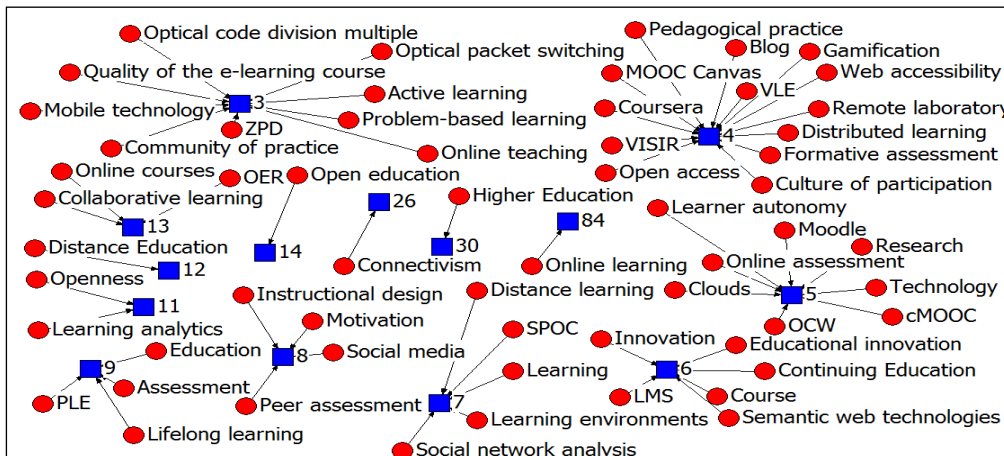 Optical code division multiple
Optical packet switching
Quality of the e-learning course
Active learning
Mobile technology
3
Problem-based learning
ZPD
Community of practice
Online teaching
Pedagogical practice
Blog
Gamification
MOOC Canvas
Web accessibility
VLE
Coursera
Remote laboratory
4
Distributed learning
VISIR
Formative assessment
Open access
Culture of participation
Online courses
OER
Open education
Collaborative learning
13
26
Higher Education
84
Distance Education
14
30
12
Connectivism
Online learning
Openness
11
Learning analytics
Learner autonomy
Moodle
Research
Online assessment
Clouds
5
Technology
OCW
cMOOC
Instructional design
Distance learning
Motivation
SPOC
Innovation
Educational innovation
Education
8
Social media
9
Learning
6
Continuing Education
Assessment
PLE
Peer assessment
7
LMS
Course
Learning environments
Semantic web technologies
Lifelong learning
Social network analysis